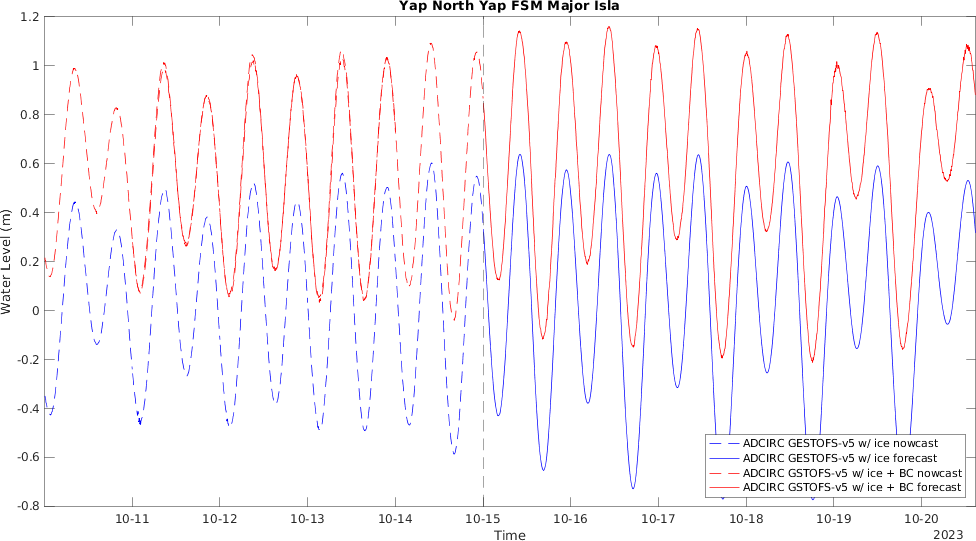 Yap North Yap FSM Major Isla
Water Level (m)
1.2
1
0.8
0.6
0.4
0.2
0
-0.2
-0.4
-0.6
-0.8
ADCIRC GESTOFS-v5 w/ ice nowcast
ADCIRC GESTOFS-v5 w/ ice forecast
ADCIRC GSTOFS-v5 w/ ice + BC nowcast
ADCIRC GSTOFS-v5 w/ ice + BC forecast
10-11 10-12 10-13 10-14 10-15 10-16 10-17 10-18 10-19 10-20
Time
2023